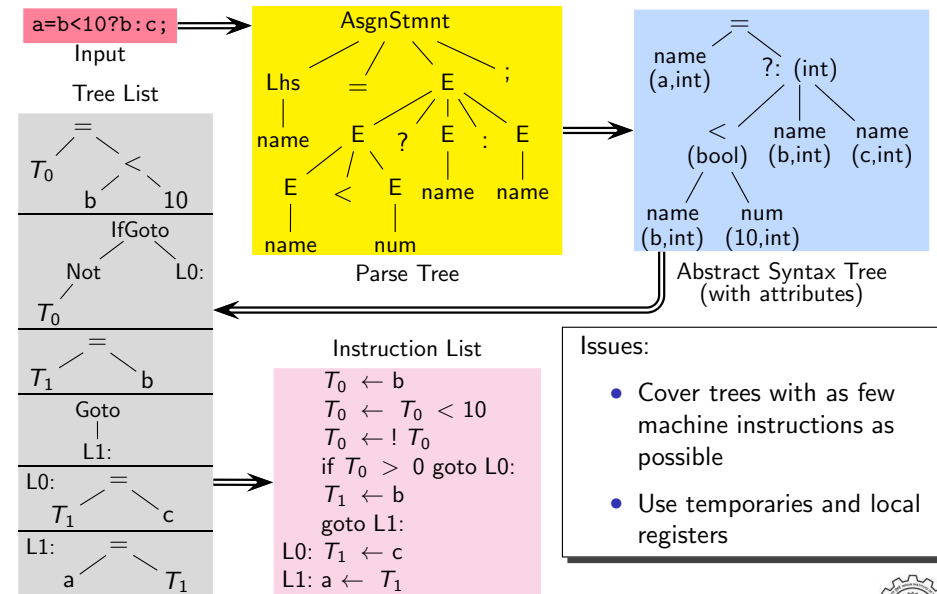 a=b<10?b:c;
Input
AsgnStmnt
Lhs = E ;
name E ? E : E
E < E name name
name num
Parse Tree
=
name ?: (int)
(a,int)
< name name
(bool) (b,int) (c,int)
name num
(b,int) (10,int)
Abstract Syntax Tree
(with attributes)
Tree List
=
T0 <
b 10
IfGoto
Not L0:
T0
=
T1 b
Goto
L1:
L0: =
T1 c
L1: =
a T1
Instruction List
T0 ← b
T0 ← T0 < 10
T0 ← ! T0
if T0 > 0 goto L0:
T1 ← b
goto L1:
L0: T1 ← c
L1: a ← T1
Issues:
• Cover trees with as few
machine instructions as
possible
• Use temporaries and local
registers